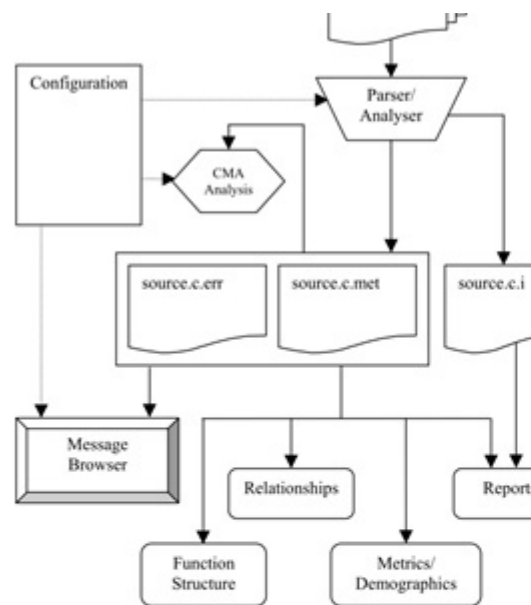 Configuration
Parser/
Analyser
CMA
Analysis
source.c.err
source.c.met
source.c.i
Message
Browser
Relationships
Report
Function
Structure
Metrics/
Demographics